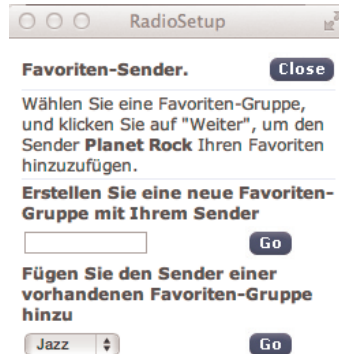 RadioSetup
Favoriten-Sender. Close
Wählen Sie eine Favoriten-Gruppe,
und klicken Sie auf "Weiter", um den
Sender Planet Rock Ihren Favoriten
hinzuzufügen.
Erstellen Sie eine neue Favoriten-
Gruppe mit Ihrem Sender
Go
Fügen Sie den Sender einer
vorhandenen Favoriten-Gruppe
hinzu
Jazz Go